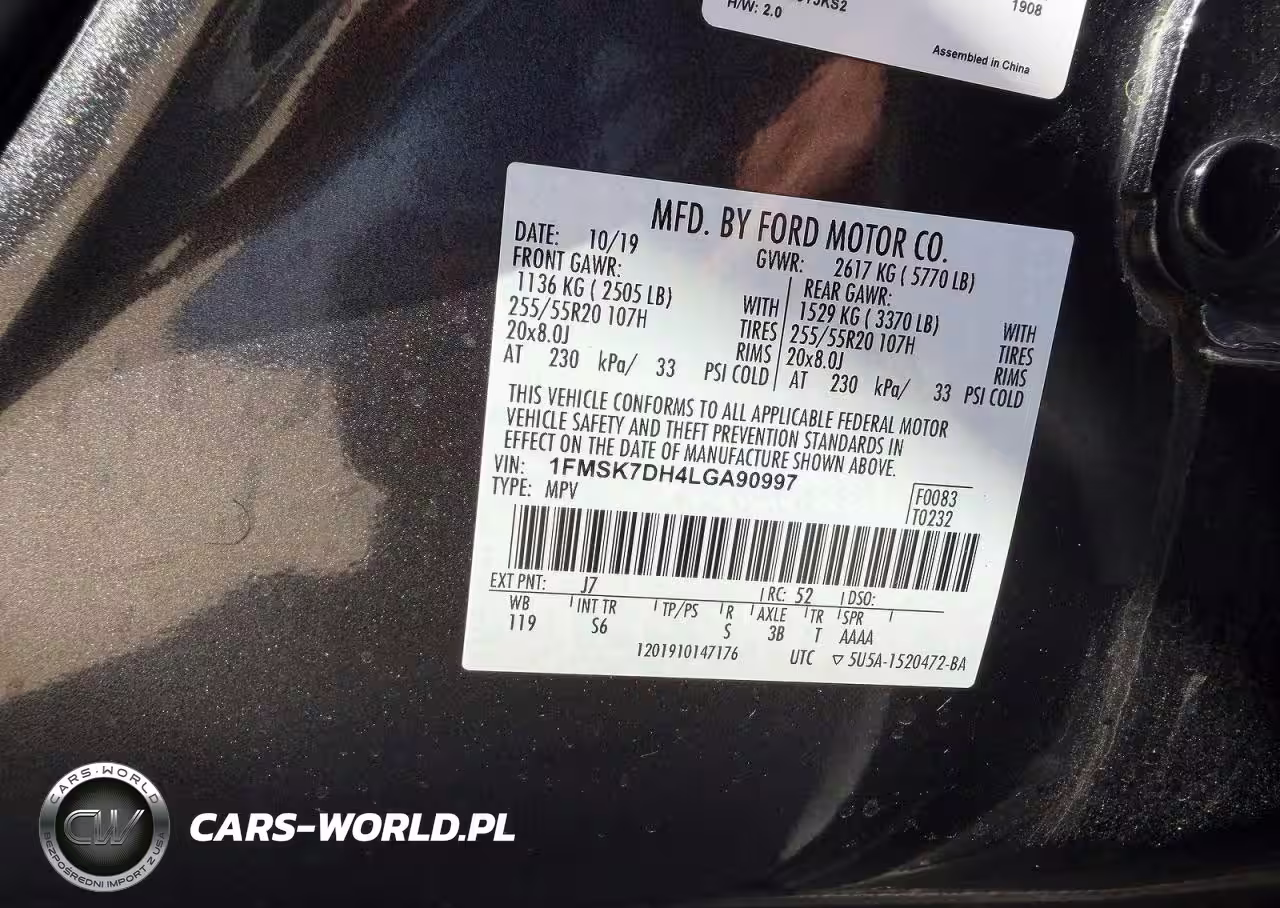 H/W: 2.0
1908
Assembled in China
MFD. BY FORD MOTOR CO.
DATE: 10/19 GVWR: 2617 KG ( 5770 LB)
FRONT GAWR: REAR GAWR:
1136 KG ( 2505 LB) WITH 1529 KG ( 3370 LB) WITH
255/55R20 107H TIRES 255/55R20 107H TIRES
20x8.0J RIMS 20x8.0J RIMS
AT 230 kPa/ 33 PSI COLD AT 230 kPa/ 33 PSI COLD
THIS VEHICLE CONFORMS TO ALL APPLICABLE FEDERAL MOTOR
VEHICLE SAFETY AND THEFT PREVENTION STANDARDS IN
EFFECT ON THE DATE OF MANUFACTURE SHOWN ABOVE.
VIN: 1FMSK7DH4LGA90997
TYPE: MPV
F0083
T0232
EXT PNT: J7 RC: 52 DSO:
WB INT TR TP/PS R AXLE TR SPR
119 S6 S 3B T AAAA
1201910147176 UTC ▽ 5U5A-1520472-BA
CARS-WORLD
CW
BEZPOŚREDNI IMPORT Z USA
CARS-WORLD.PL